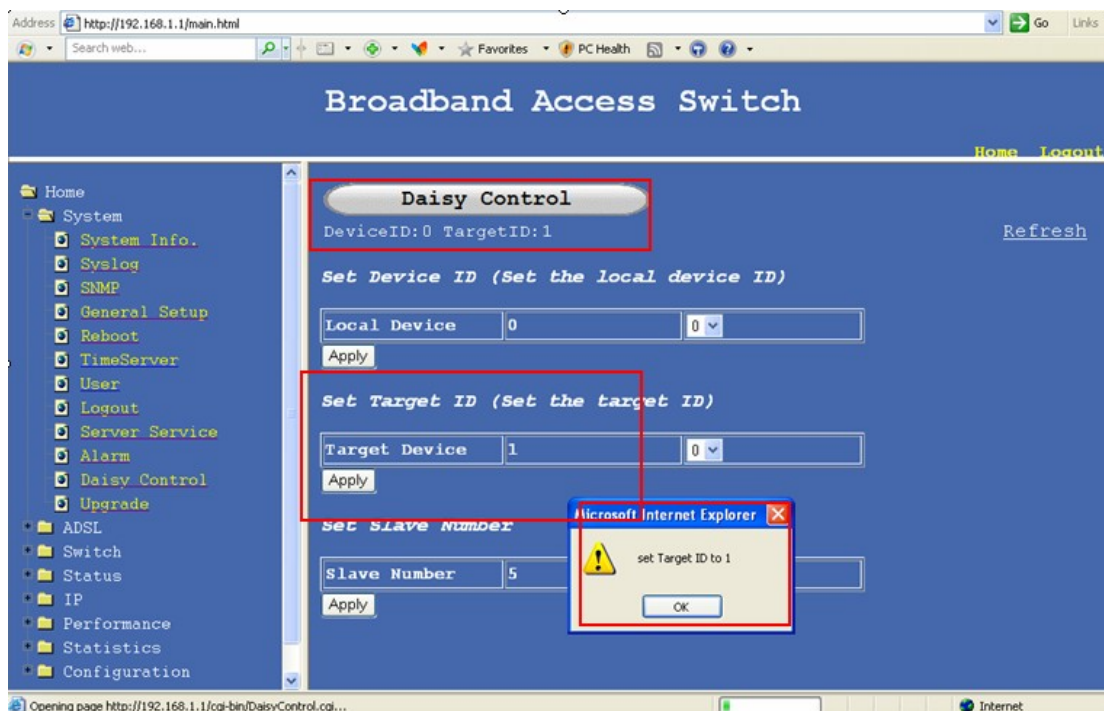 Address http://192.168.1.1/main.html Go Links
Search web... Favorites PC Health
Broadband Access Switch
Home Logout
Home
System
System Info.
Syslog
SNMP
General Setup
Reboot
TimeServer
User
Logout
Server Service
Alarm
Daisy Control
Upgrade
ADSL
Switch
Status
IP
Performance
Statistics
Configuration
Daisy Control
DeviceID:0 TargetID:1
Refresh
Set Device ID (Set the local device ID)
Local Device 0 0
Apply
Set Target ID (Set the target ID)
Target Device 1 0
Apply
Set Slave Number
Slave Number 5
Apply
Microsoft Internet Explorer
set Target ID to 1
OK
Opening page http://192.168.1.1/cgi-bin/DaisyControl.cgi... Internet